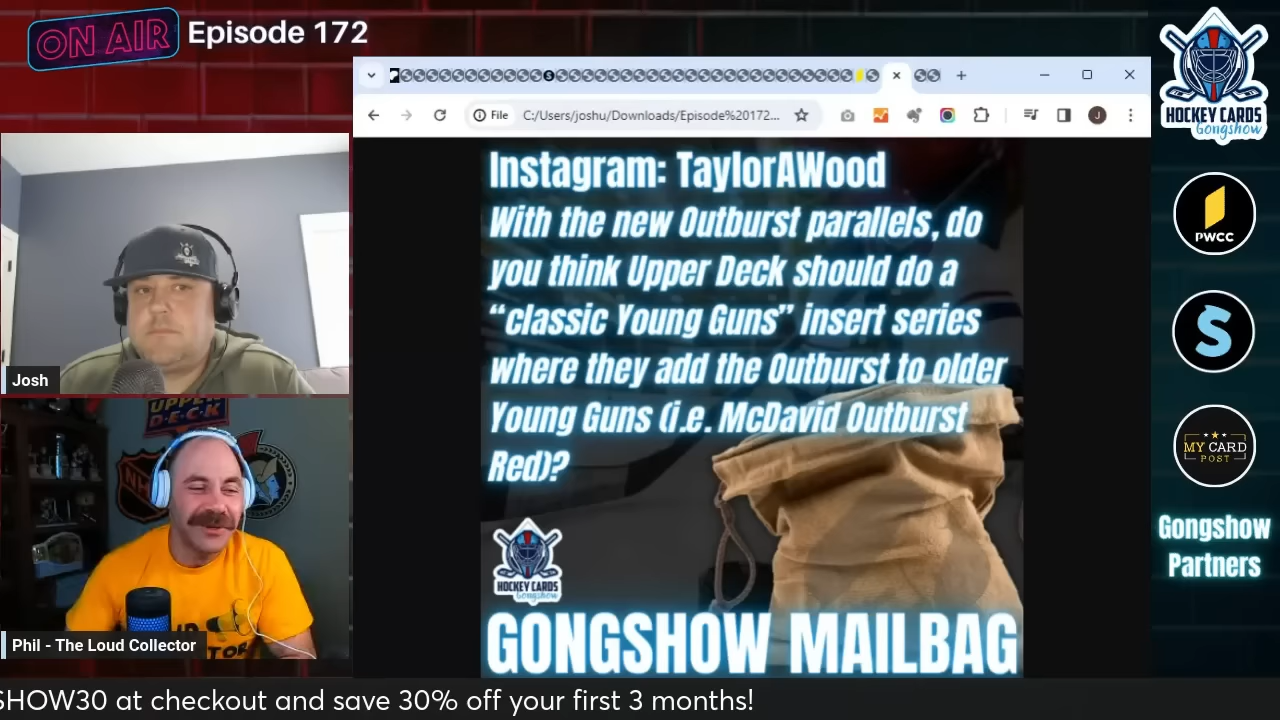 ON AIR
Episode 172
File
C:/Users/joshu/Downloads/Episode%20172...
J
HOCKEY CARDS
Gongshow
PWCC
S
MY CARD
POST
Gongshow
Partners
Josh
UPPER
DECK
NHL
Phil - The Loud Collector
Instagram: TaylorAWood
With the new Outburst parallels, do
you think Upper Deck should do a
“classic Young Guns” insert series
where they add the Outburst to older
Young Guns (i.e. McDavid Outburst
Red)?
HOCKEY CARDS
Gongshow
GONGSHOW MAILBAG
SHOW30 at checkout and save 30% off your first 3 months!